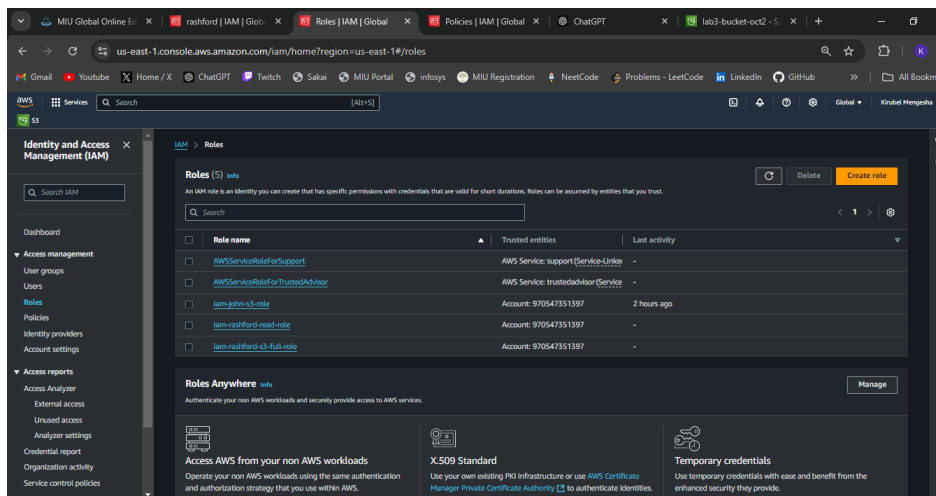 MIU Global Online Ed
rashford | IAM | Glob
Roles | IAM | Global
Policies | IAM | Global
ChatGPT
lab3-bucket-oct2 - S
us-east-1.console.aws.amazon.com/iam/home?region=us-east-1#/roles
K
Gmail Youtube Home / X ChatGPT Twitch Sakai MIU Portal infosys MIU Registration NeetCode Problems - LeetCode LinkedIn GitHub » All Bookm
aws Services Search [Alt+S] Global Kirubel Mengesha
S3
Identity and Access Management (IAM)
Search IAM
Dashboard
Access management
User groups
Users
Roles
Policies
Identity providers
Account settings
Access reports
Access Analyzer
External access
Unused access
Analyzer settings
Credential report
Organization activity
Service control policies
IAM > Roles
Roles (5) Info
Delete
Create role
An IAM role is an identity you can create that has specific permissions with credentials that are valid for short durations. Roles can be assumed by entities that you trust.
Search
1
Role name Trusted entities Last activity
AWSServiceRoleForSupport AWS Service: support (Service-Linke -
AWSServiceRoleForTrustedAdvisor AWS Service: trustedadvisor (Service -
iam-john-s3-role Account: 970547351397 2 hours ago
iam-rashford-read-role Account: 970547351397 -
iam-rashford-s3-full-role Account: 970547351397 -
Roles Anywhere Info
Manage
Authenticate your non AWS workloads and securely provide access to AWS services.
Access AWS from your non AWS workloads
Operate your non AWS workloads using the same authentication
and authorization strategy that you use within AWS.
X.509 Standard
Use your own existing PKI infrastructure or use AWS Certificate
Manager Private Certificate Authority to authenticate identities.
Temporary credentials
Use temporary credentials with ease and benefit from the
enhanced security they provide.